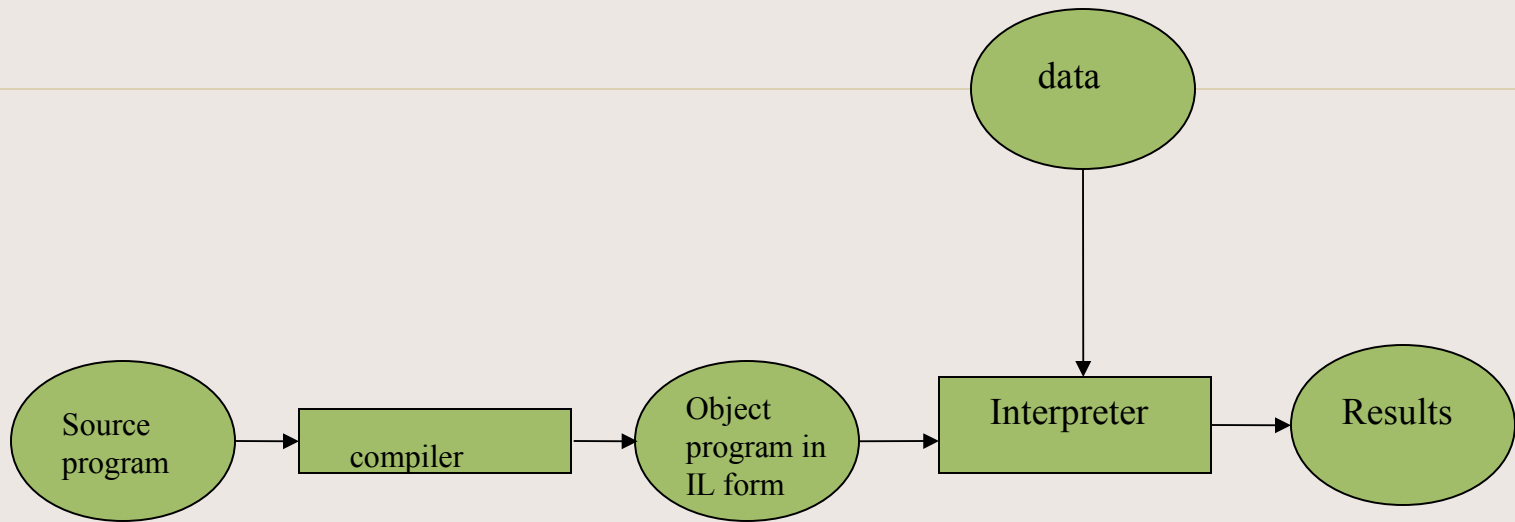 data
Source
program
compiler
Object
program in
IL form
Interpreter
Results